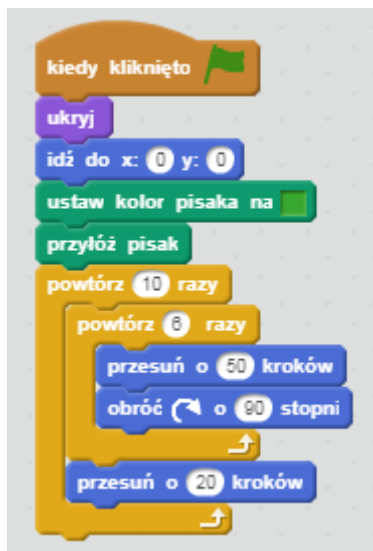 kiedy kliknięto
ukryj
idź do x: 0 y: 0
ustaw kolor pisaka na
przyłóż pisak
powtórz 10 razy
powtórz 6 razy
przesuń o 50 kroków
obróć o 90 stopni
przesuń o 20 kroków